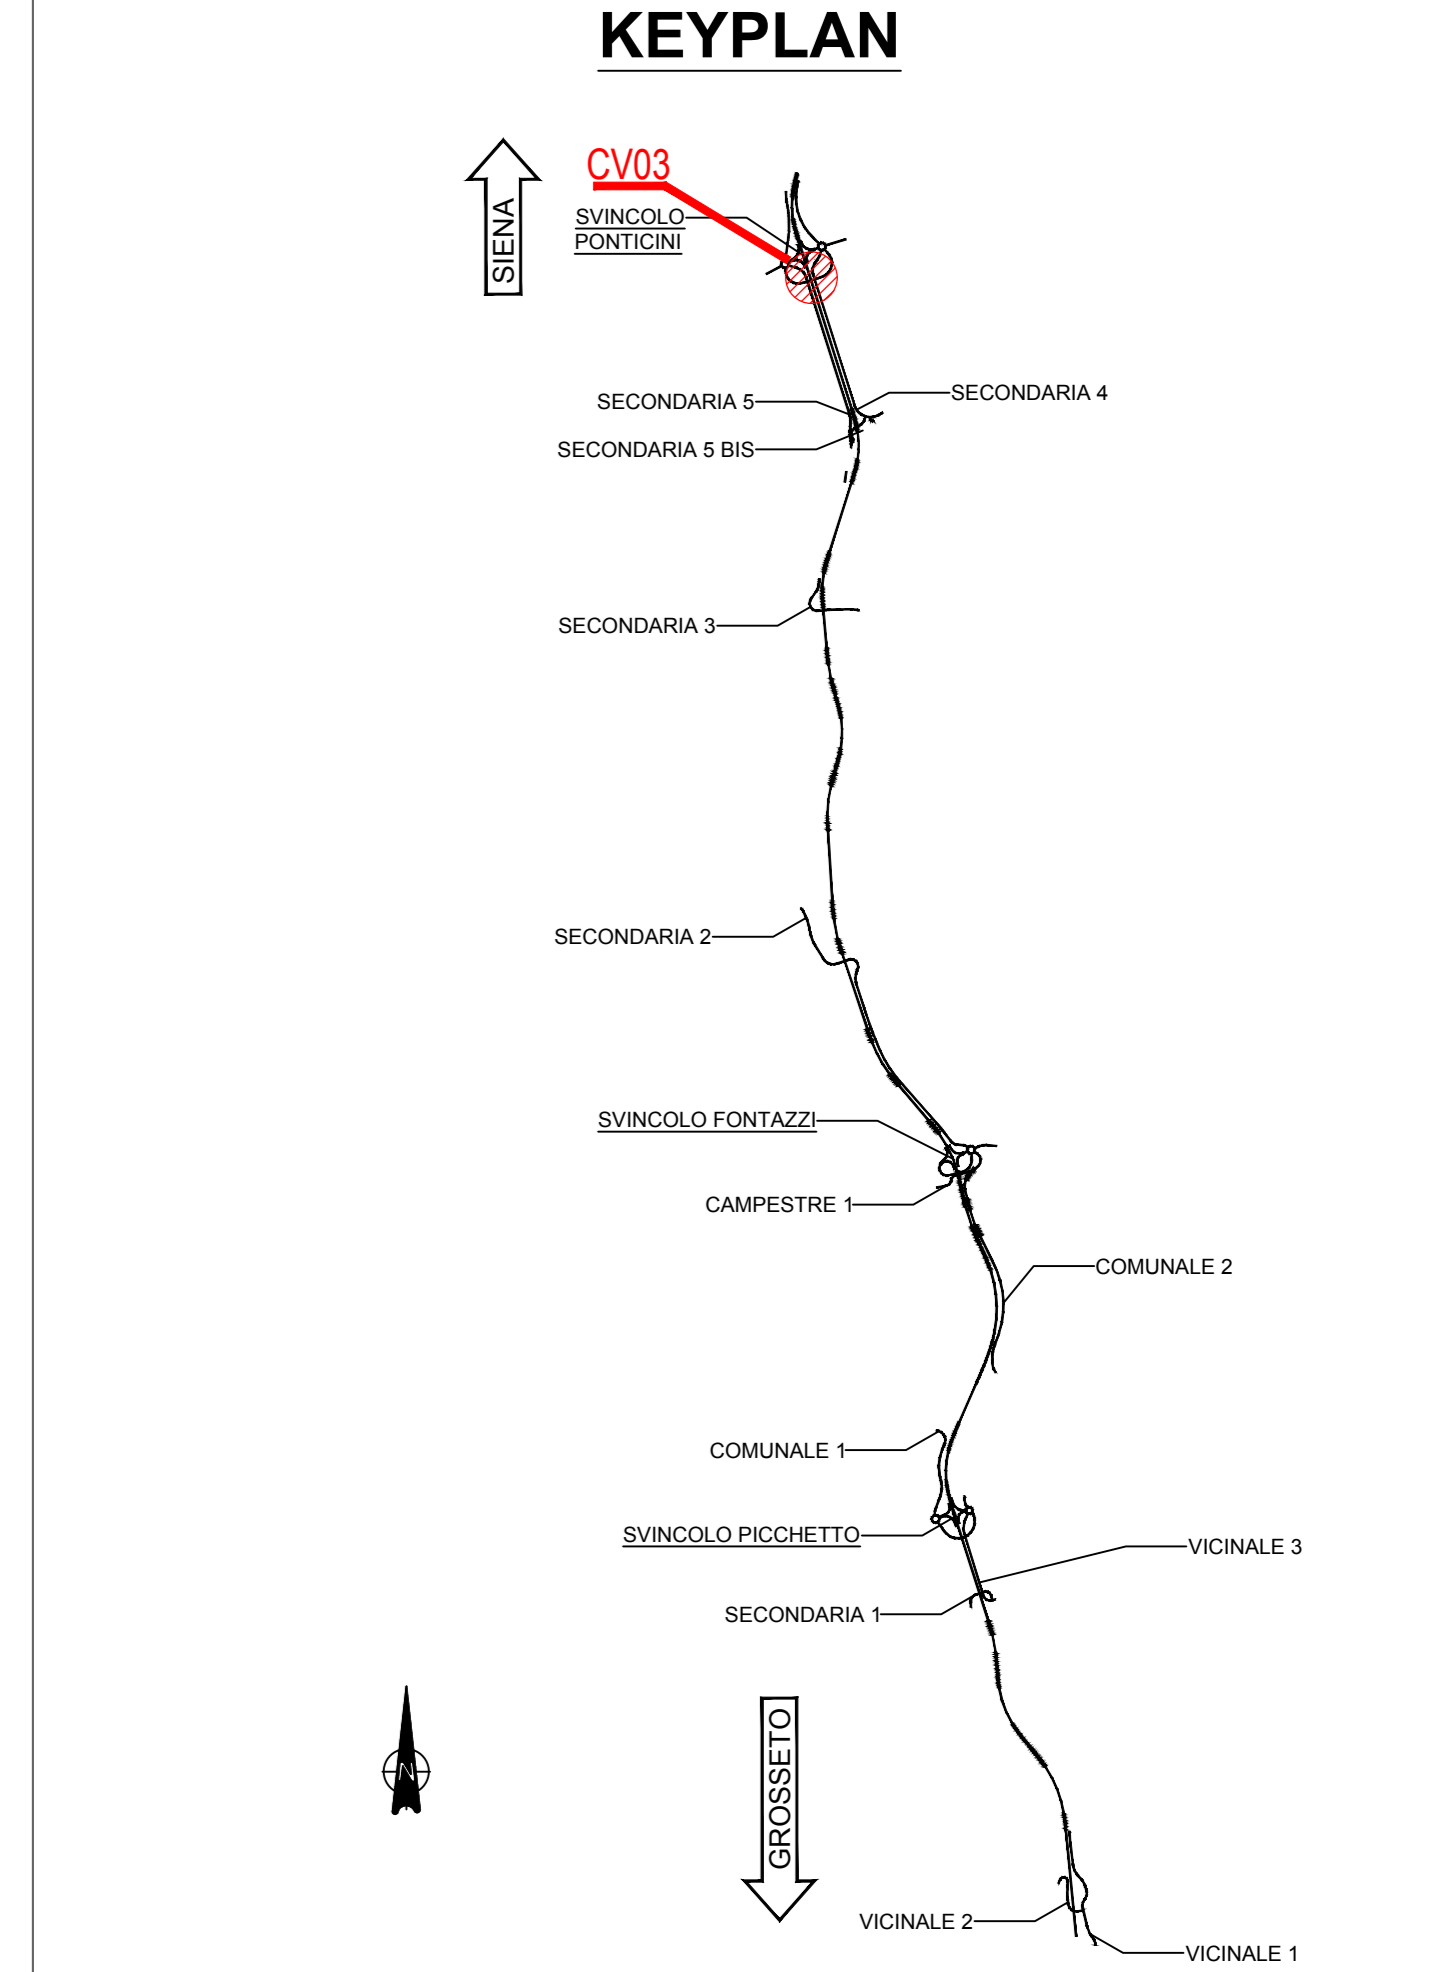 KEYPLAN
CV03
SIENA
SVINCOLO
PONTICINI
SECONDARIA 4
SECONDARIA 5
SECONDARIA 5 BIS
SECONDARIA 3
SECONDARIA 2
SVINCOLO FONTAZZI
CAMPESTRE 1
COMUNALE 2
COMUNALE 1
SVINCOLO PICCHETTO
VICINALE 3
SECONDARIA 1
N
GROSSETO
VICINALE 2
VICINALE 1